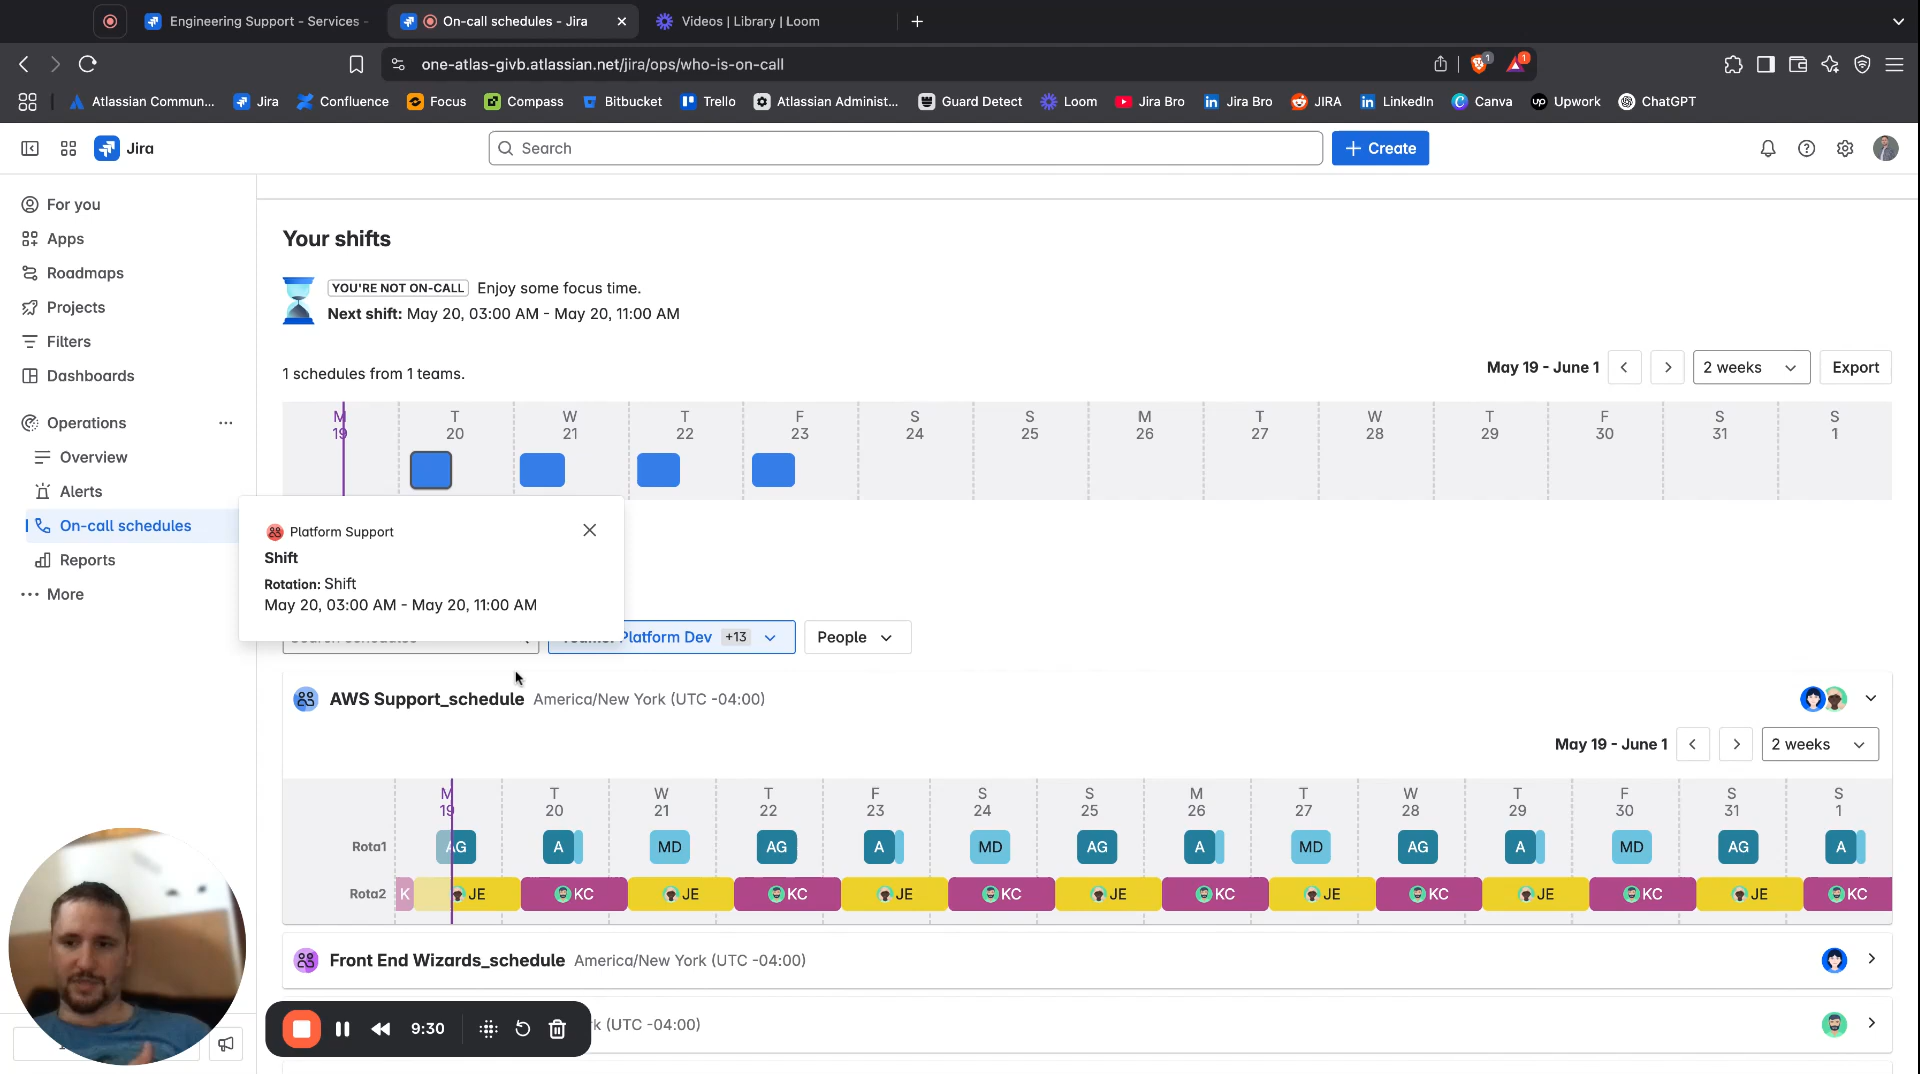 Engineering Support - Services -
On-call schedules - Jira
Videos | Library | Loom
one-atlas-givb.atlassian.net/jira/ops/who-is-on-call
1
1
Atlassian Commun...
Jira
Confluence
Focus
Compass
Bitbucket
Trello
Atlassian Administ...
Guard Detect
Loom
Jira Bro
Jira Bro
JIRA
LinkedIn
Canva
Upwork
ChatGPT
Jira
Search
Create
For you
Apps
Roadmaps
Projects
Filters
Dashboards
Operations
Overview
Alerts
On-call schedules
Reports
More
Your shifts
YOU'RE NOT ON-CALL Enjoy some focus time.
Next shift: May 20, 03:00 AM - May 20, 11:00 AM
1 schedules from 1 teams.
May 19 - June 1
2 weeks
Export
M T W T F S S M T W T F S S
19 20 21 22 23 24 25 26 27 28 29 30 31 1
Platform Support
Shift
Rotation: Shift
May 20, 03:00 AM - May 20, 11:00 AM
Platform Dev +13
People
AWS Support_schedule America/New York (UTC -04:00)
May 19 - June 1
2 weeks
M T W T F S S M T W T F S S
19 20 21 22 23 24 25 26 27 28 29 30 31 1
Rota1 AG A MD AG A MD AG A MD AG A MD AG A
Rota2 K JE KC JE KC JE KC JE KC JE KC JE KC JE KC
Front End Wizards_schedule America/New York (UTC -04:00)
9:30
(UTC -04:00)